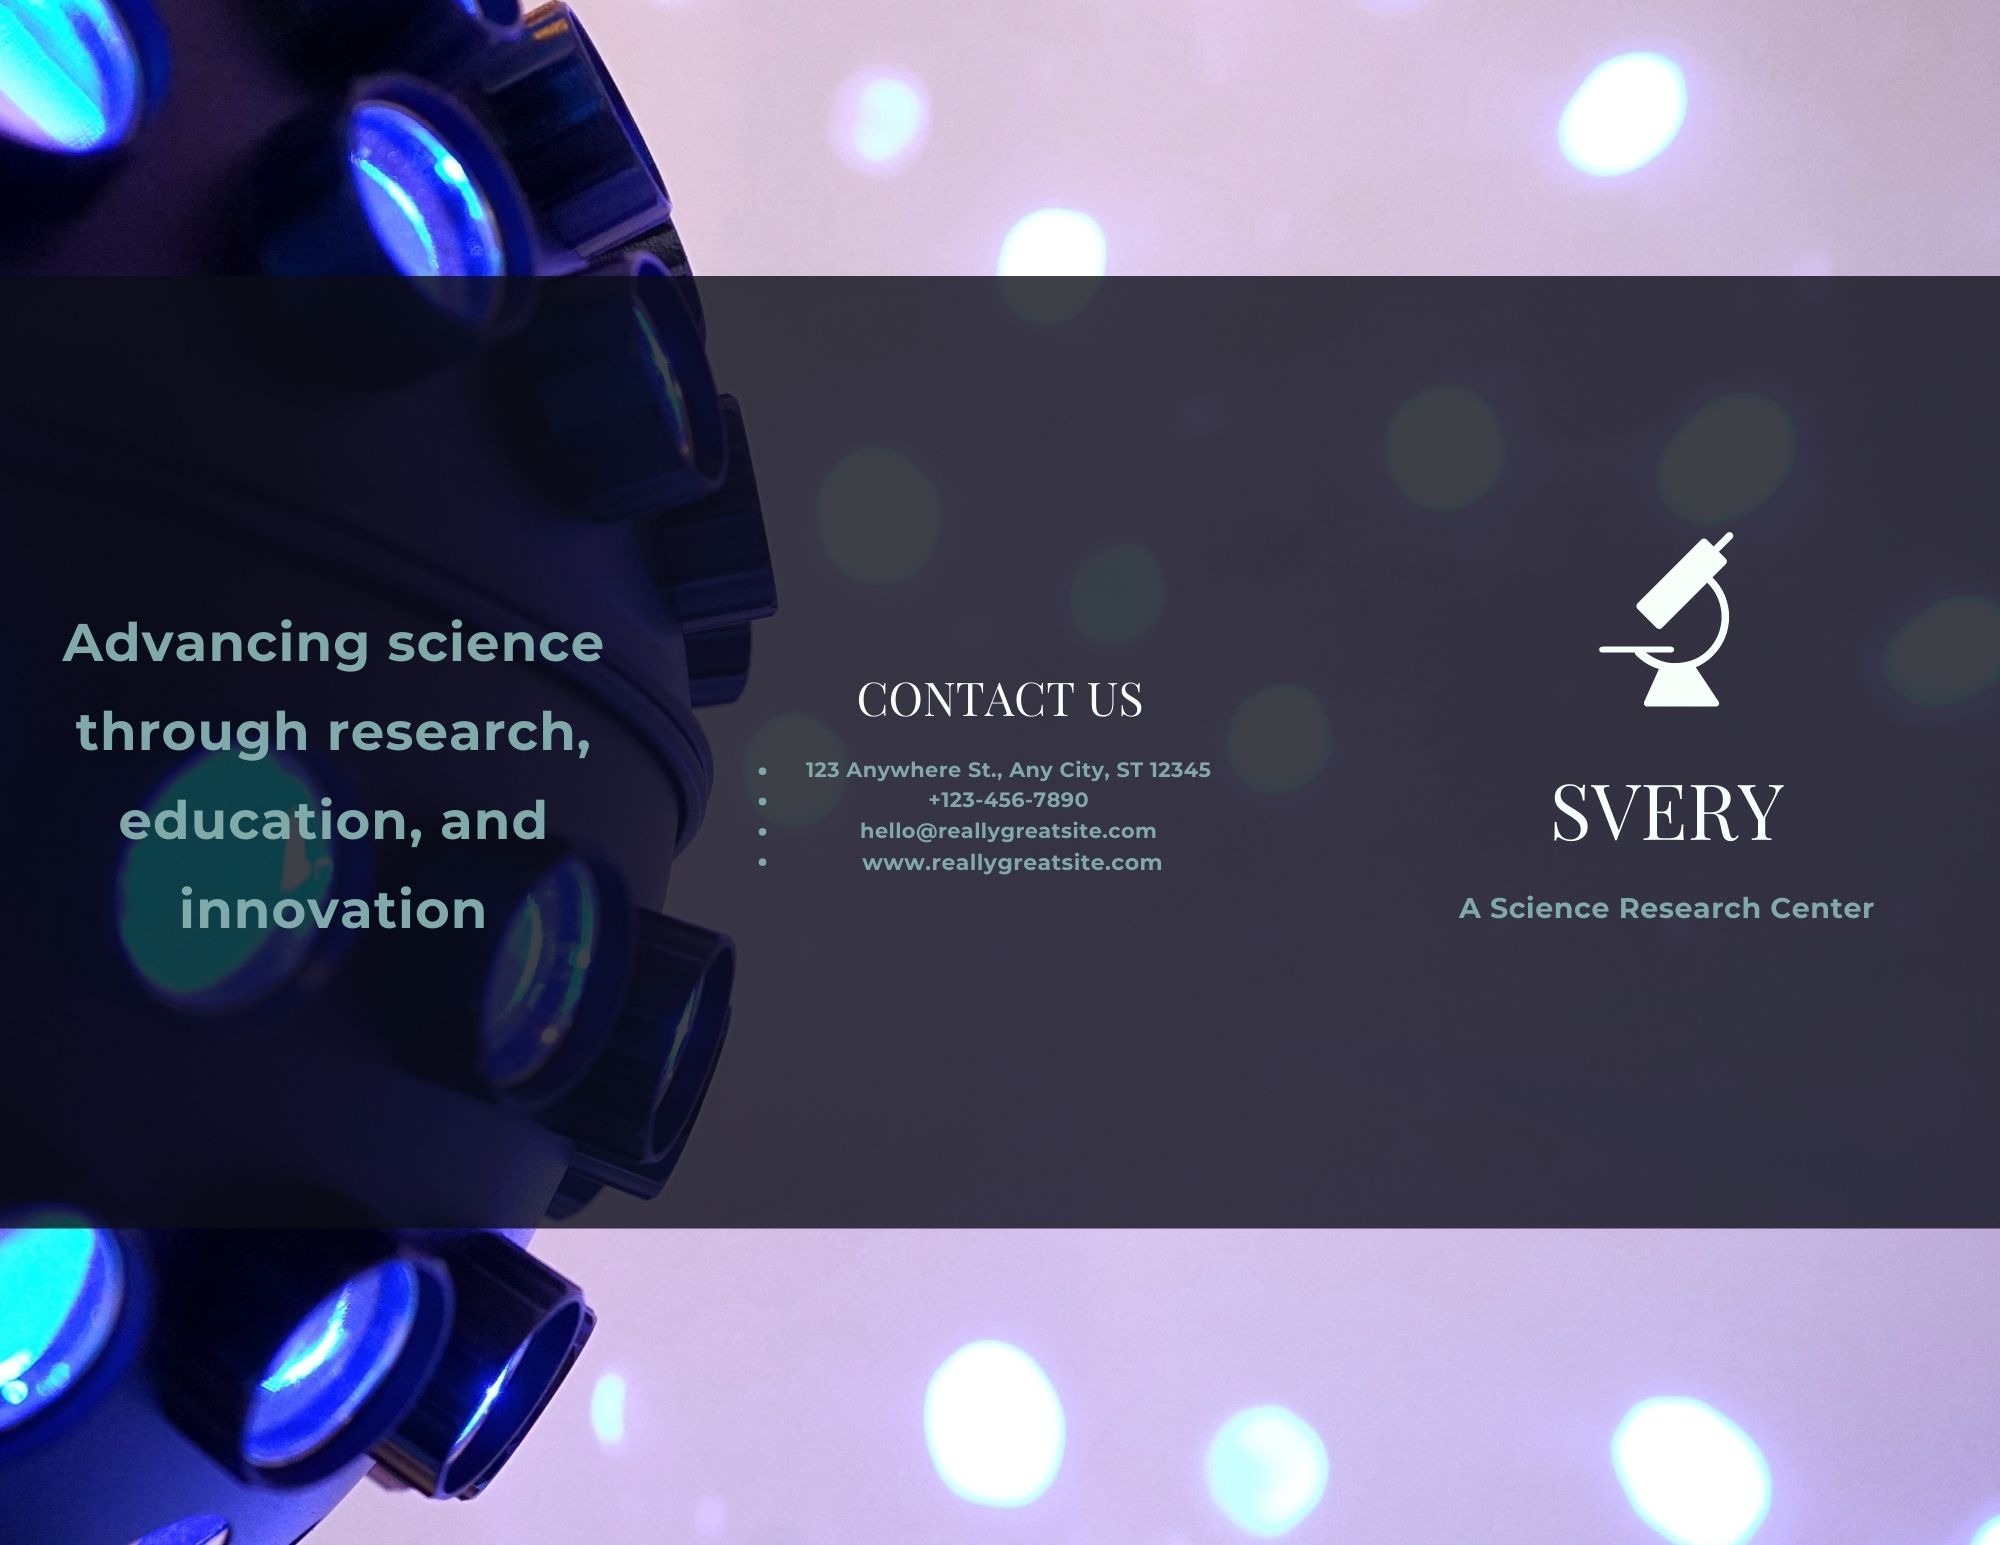 Advancing science
through research,
education, and
innovation
CONTACT US
• 123 Anywhere St., Any City, ST 12345
• +123-456-7890
• hello@reallygreatsite.com
• www.reallygreatsite.com
SVERY
A Science Research Center